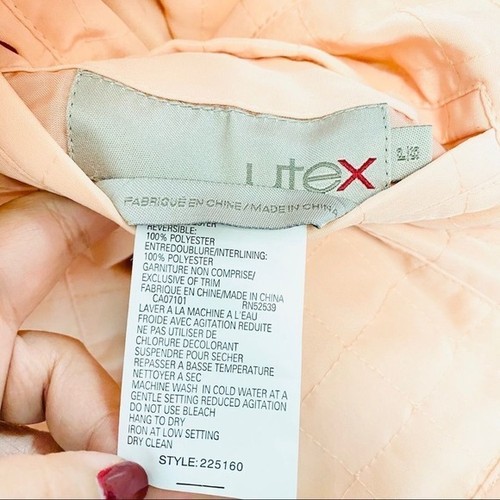 utex
P/S
FABRIQUÉ EN CHINE / MADE IN CHINA
REVERSIBLE:
100% POLYESTER
ENTREDOUBLURE/INTERLINING:
100% POLYESTER
GARNITURE NON COMPRISE/
EXCLUSIVE OF TRIM
FABRIQUE EN CHINE/MADE IN CHINA
CA07101 RN52539
LAVER A LA MACHINE A L'EAU
FROIDE AVEC AGITATION REDUITE
NE PAS UTILISER DE
CHLORURE DECOLORANT
SUSPENDRE POUR SECHER
REPASSER A BASSE TEMPERATURE
NETTOYER A SEC
MACHINE WASH IN COLD WATER AT A
GENTLE SETTING REDUCED AGITATION
DO NOT USE BLEACH
HANG TO DRY
IRON AT LOW SETTING
DRY CLEAN
STYLE:225160